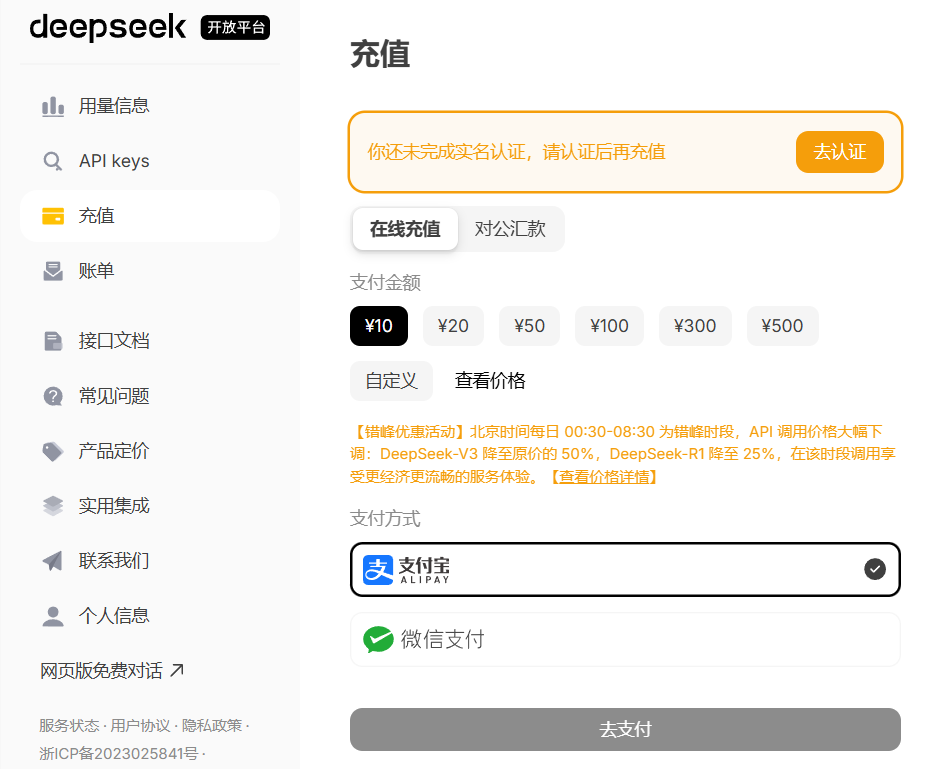 deepseek 开放平台
用量信息
API keys
充值
账单
接口文档
常见问题
产品定价
实用集成
联系我们
个人信息
网页版免费对话
服务状态 · 用户协议 · 隐私政策 ·
浙ICP备2023025841号 ·
充值
你还未完成实名认证，请认证后再充值
去认证
在线充值 对公汇款
支付金额
¥10 ¥20 ¥50 ¥100 ¥300 ¥500
自定义 查看价格
【错峰优惠活动】北京时间每日 00:30-08:30 为错峰时段，API 调用价格大幅下
调：DeepSeek-V3 降至原价的 50%，DeepSeek-R1 降至 25%，在该时段调用享
受更经济更流畅的服务体验。【查看价格详情】
支付方式
支 支付宝
ALIPAY
微信支付
去支付